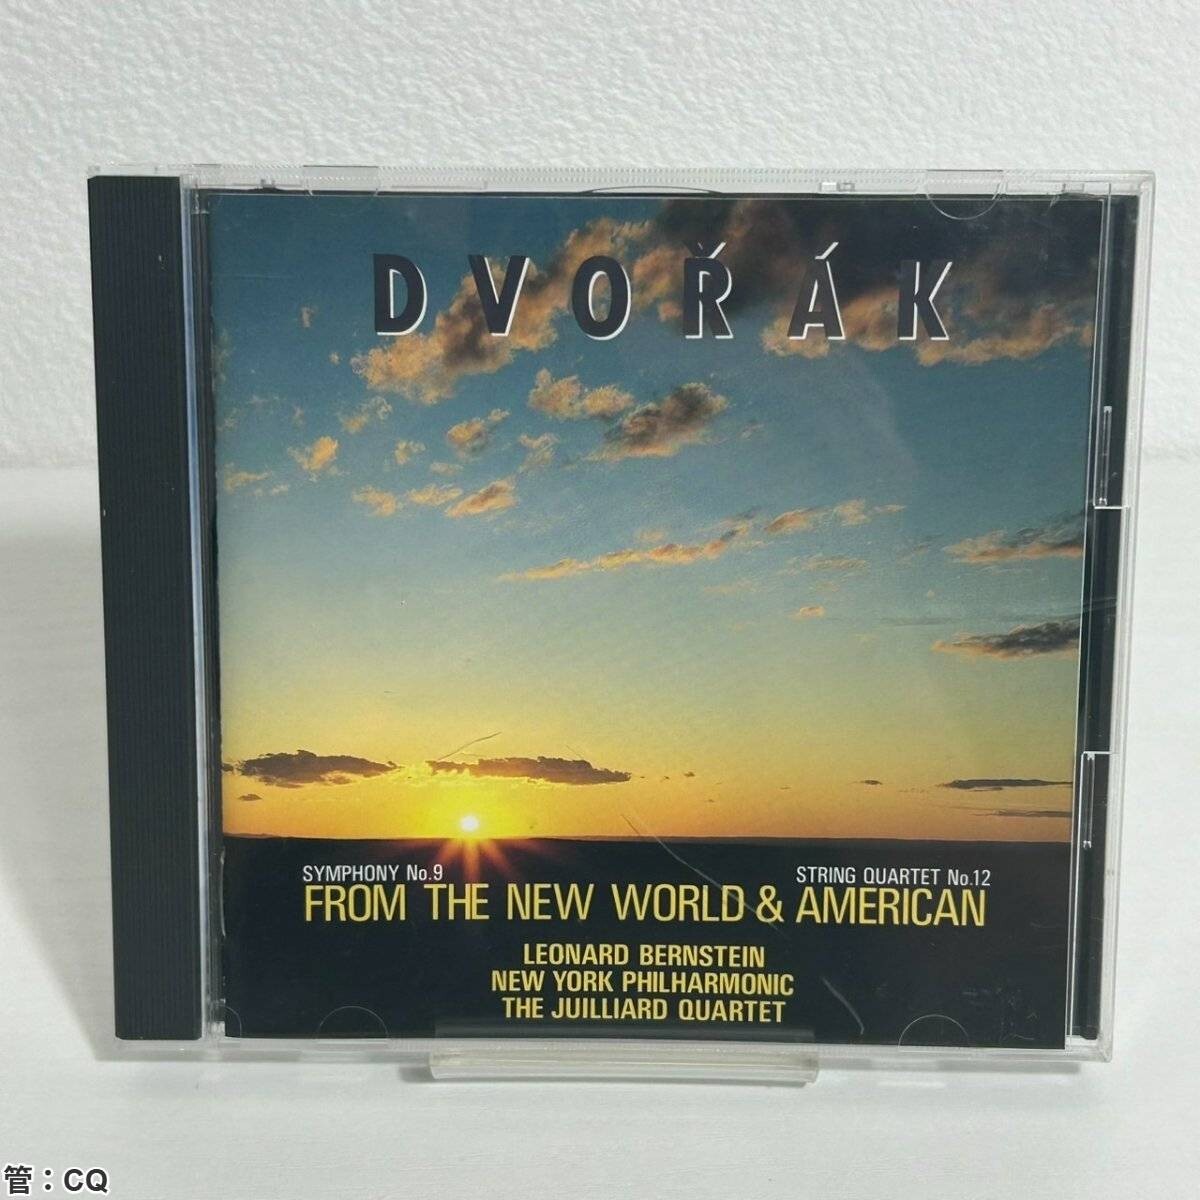 DVOŘÁK
SYMPHONY No.9
STRING QUARTET No.12
FROM THE NEW WORLD & AMERICAN
LEONARD BERNSTEIN
NEW YORK PHILHARMONIC
THE JUILLIARD QUARTET
管：CQ